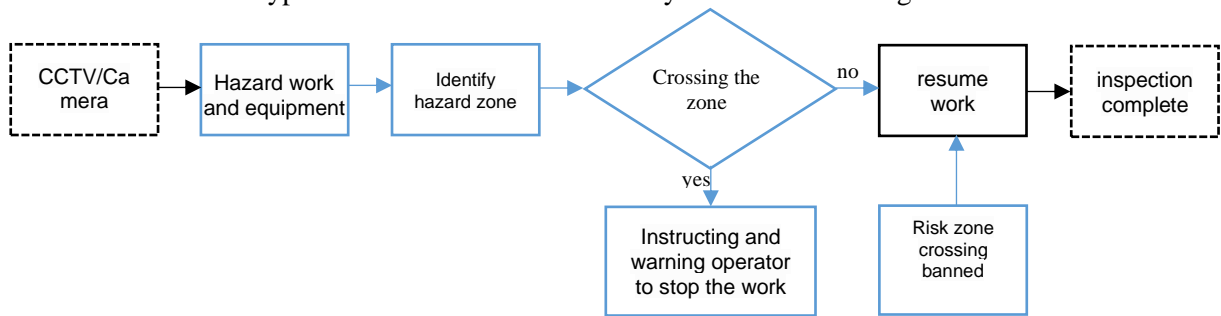 CCTV/Ca
mera
Hazard work
and equipment
Identify
hazard zone
Crossing the
zone
no
resume
work
inspection
complete
yes
Instructing and
warning operator
to stop the work
Risk zone
crossing
banned